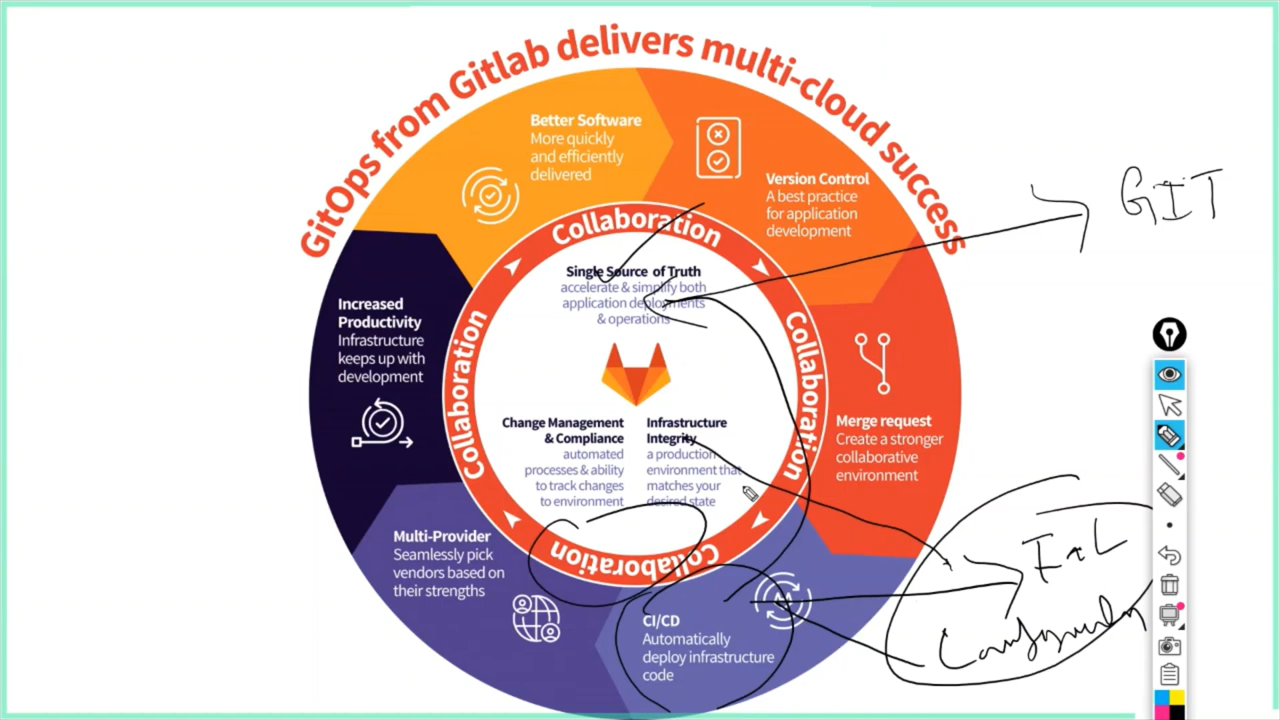 GitOps from Gitlab delivers multi-cloud success
Better Software
More quickly
and efficiently
delivered
Version Control
A best practice
for application
development
GIT
Collaboration
Single Source of Truth
accelerate & simplify both
application deployments
& operations
Increased
Productivity
Infrastructure
keeps up with
development
Collaboration
Collaboration
Merge request
Create a stronger
collaborative
environment
Change Management
& Compliance
automated
processes & ability
to track changes
to environment
Infrastructure
Integrity
a production
environment that
matches your
desired state
Collaboration
Multi-Provider
Seamlessly pick
vendors based on
their strengths
CI/CD
Automatically
deploy infrastructure
code